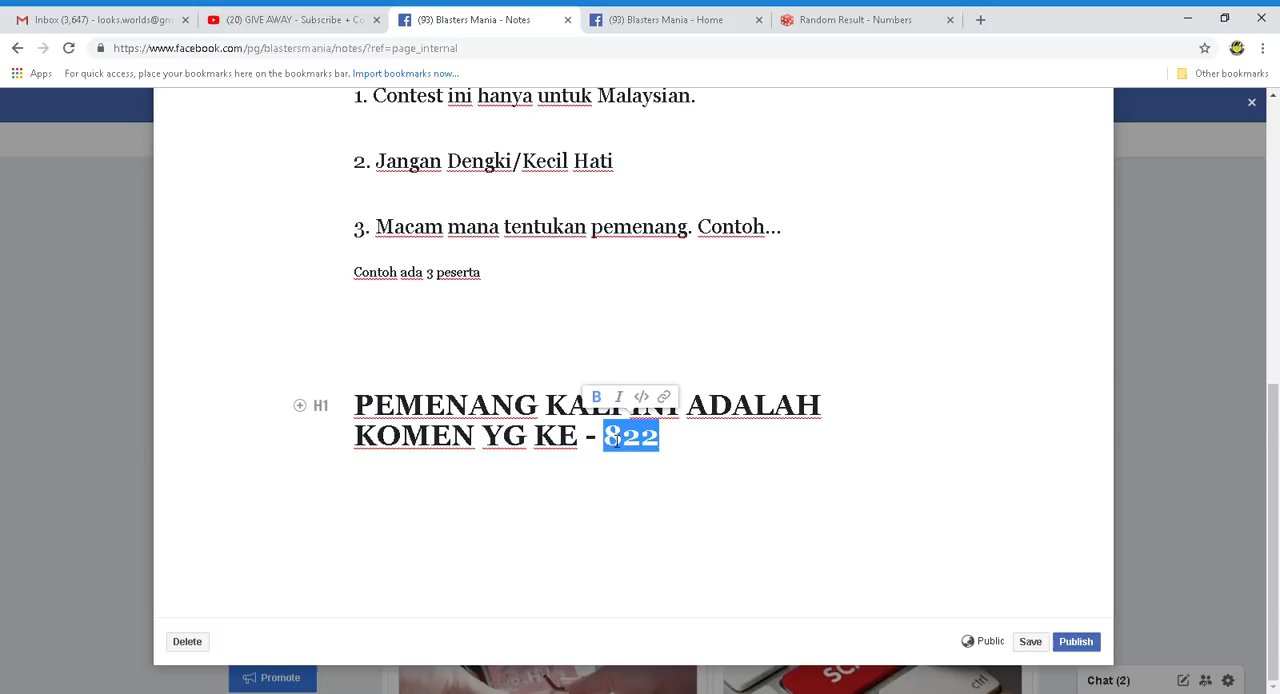 Inbox (3,647) - looks.worlds@gm
(20) GIVE AWAY - Subscribe + Co
(93) Blasters Mania - Notes
(93) Blasters Mania - Home
Random Result - Numbers
https://www.facebook.com/pg/blastersmania/notes/?ref=page_internal
Apps
For quick access, place your bookmarks here on the bookmarks bar. Import bookmarks now...
Other bookmarks
1. Contest ini hanya untuk Malaysian.
2. Jangan Dengki/Kecil Hati
3. Macam mana tentukan pemenang. Contoh...
Contoh ada 3 peserta
B I </>
H1
PEMENANG KALI INI ADALAH
KOMEN YG KE - 822
Delete
Public
Save
Publish
Promote
ctrl
Chat (2)